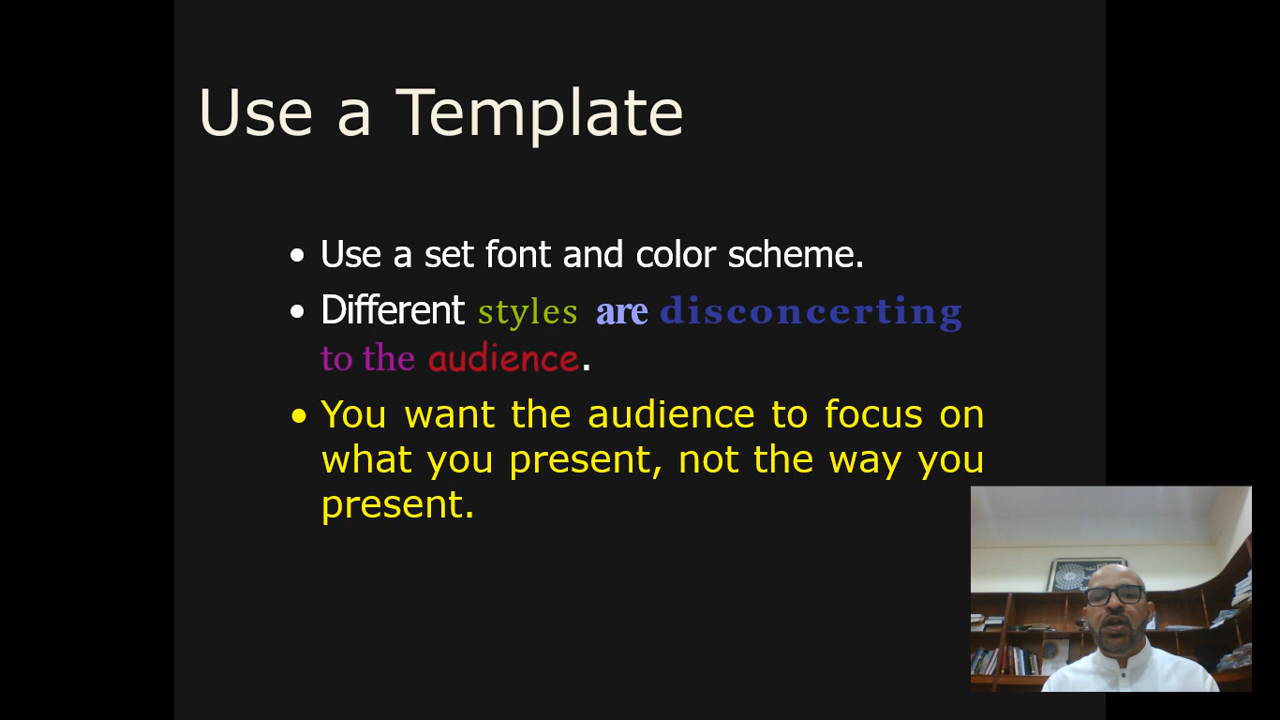 Use a Template
• Use a set font and color scheme.
• Different styles are disconcerting
to the audience.
• You want the audience to focus on
what you present, not the way you
present.